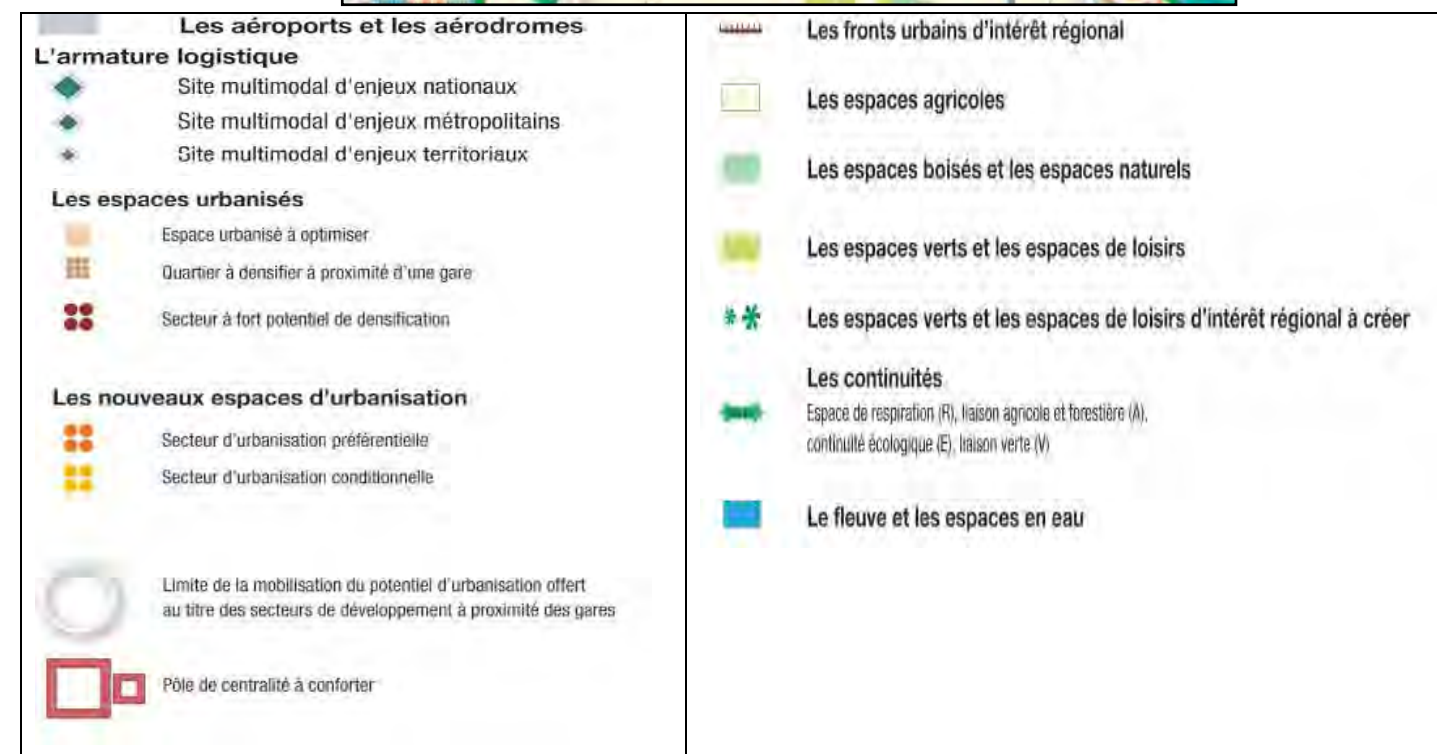 Les aéroports et les aérodromes
L'armature logistique
Site multimodal d'enjeux nationaux
Site multimodal d'enjeux métropolitains
Site multimodal d'enjeux territoriaux
Les espaces urbanisés
Espace urbanisé à optimiser
Quartier à densifier à proximité d'une gare
Secteur à fort potentiel de densification
Les nouveaux espaces d'urbanisation
Secteur d'urbanisation préférentielle
Secteur d'urbanisation conditionnelle
Limite de la mobilisation du potentiel d'urbanisation offert
au titre des secteurs de développement à proximité des gares
Pôle de centralité à conforter
Les fronts urbains d'intérêt régional
Les espaces agricoles
Les espaces boisés et les espaces naturels
Les espaces verts et les espaces de loisirs
Les espaces verts et les espaces de loisirs d'intérêt régional à créer
Les continuités
Espace de respiration (R), liaison agricole et forestière (A),
continuité écologique (E), liaison verte (V)
Le fleuve et les espaces en eau